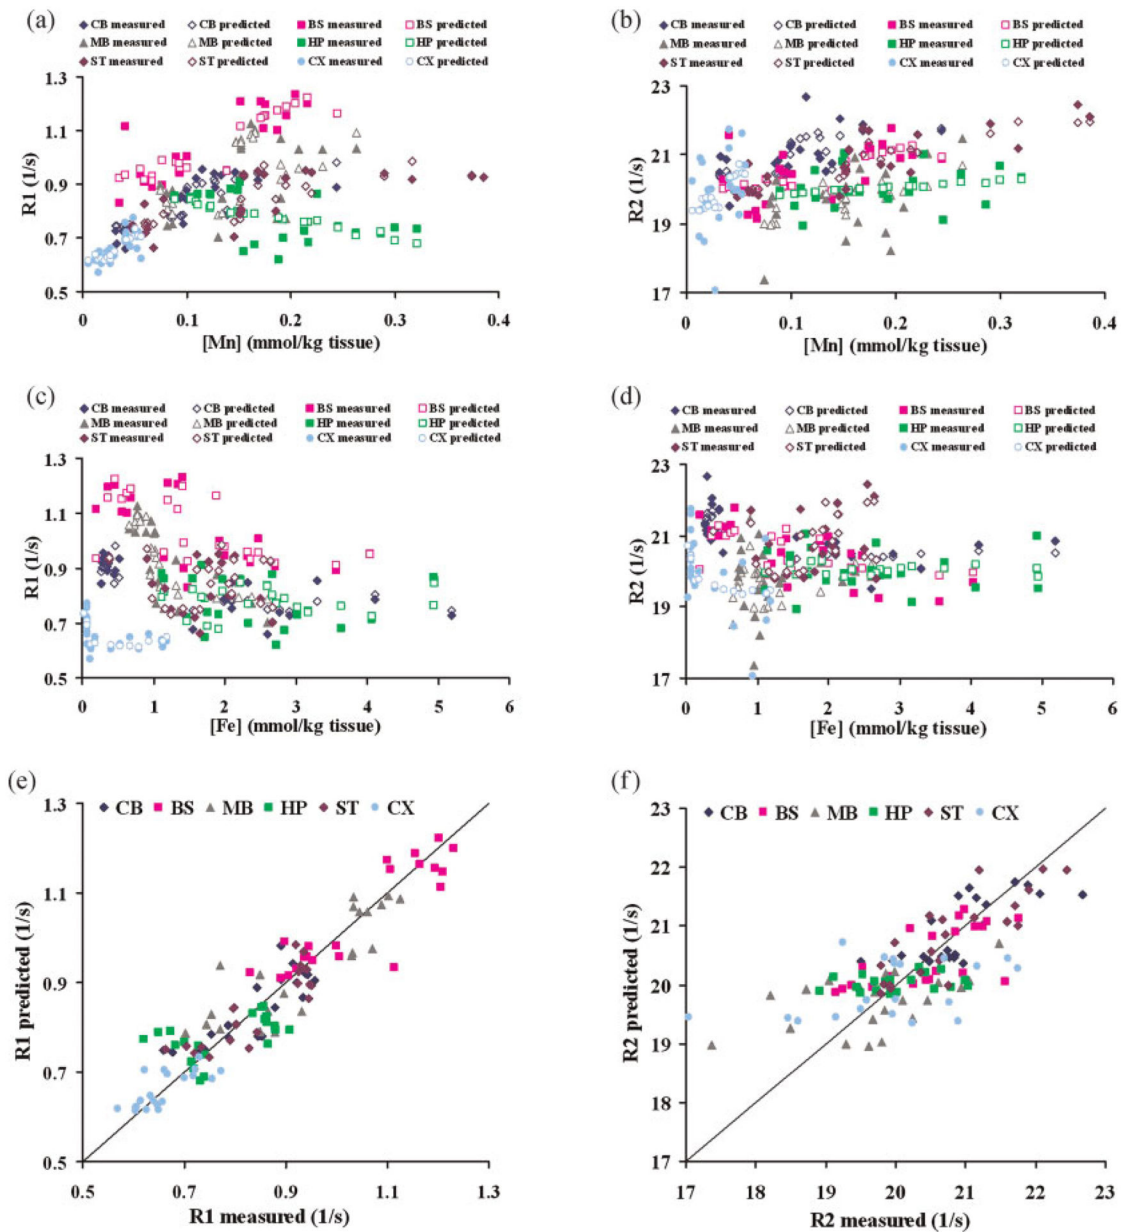 (a)
CB measured CB predicted BS measured BS predicted
MB measured MB predicted HP measured HP predicted
ST measured ST predicted CX measured CX predicted
1.3
1.1
0.9
0.7
0.5
R1 (1/s)
0 0.1 0.2 0.3 0.4
[Mn] (mmol/kg tissue)
(b)
CB measured CB predicted BS measured BS predicted
MB measured MB predicted HP measured HP predicted
ST measured ST predicted CX measured CX predicted
23
21
19
17
R2 (1/s)
0 0.1 0.2 0.3 0.4
[Mn] (mmol/kg tissue)
(c)
CB measured CB predicted BS measured BS predicted
MB measured MB predicted HP measured HP predicted
ST measured ST predicted CX measured CX predicted
1.3
1.1
0.9
0.7
0.5
R1 (1/s)
0 1 2 3 4 5 6
[Fe] (mmol/kg tissue)
(d)
CB measured CB predicted BS measured BS predicted
MB measured MB predicted HP measured HP predicted
ST measured ST predicted CX measured CX predicted
23
21
19
17
R2 (1/s)
0 1 2 3 4 5 6
[Fe] (mmol/kg tissue)
(e)
CB BS MB HP ST CX
1.3
1.1
0.9
0.7
0.5
R1 predicted (1/s)
0.5 0.7 0.9 1.1 1.3
R1 measured (1/s)
(f)
CB BS MB HP ST CX
23
22
21
20
19
18
17
R2 predicted (1/s)
17 18 19 20 21 22 23
R2 measured (1/s)